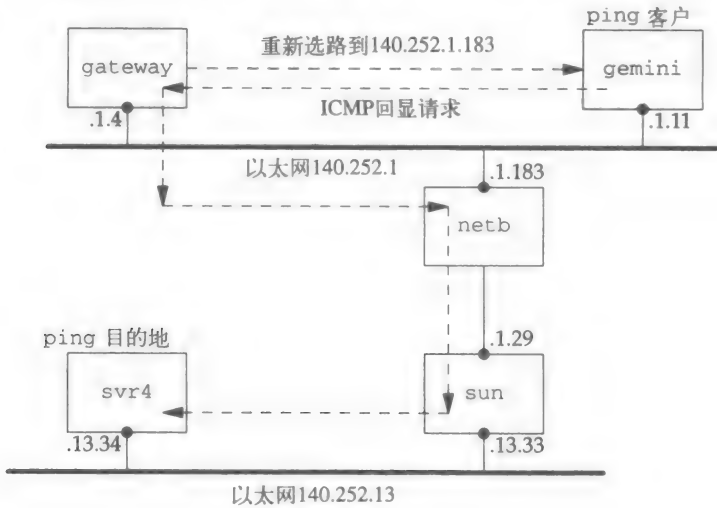 ping 客户
重新选路到140.252.1.183
gateway
gemini
ICMP回显请求
.1.4
.1.11
以太网140.252.1
.1.183
netb
ping 目的地
.1.29
svr4
sun
.13.34
.13.33
以太网140.252.13